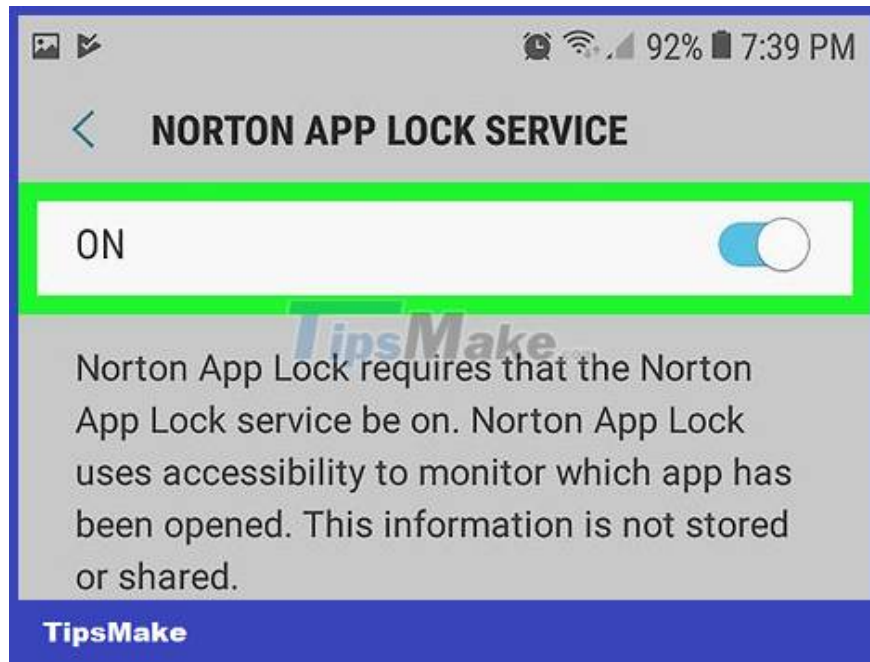 92% 7:39 PM
NORTON APP LOCK SERVICE
ON
TipsMake
Norton App Lock requires that the Norton
App Lock service be on. Norton App Lock
uses accessibility to monitor which app has
been opened. This information is not stored
or shared.
TipsMake